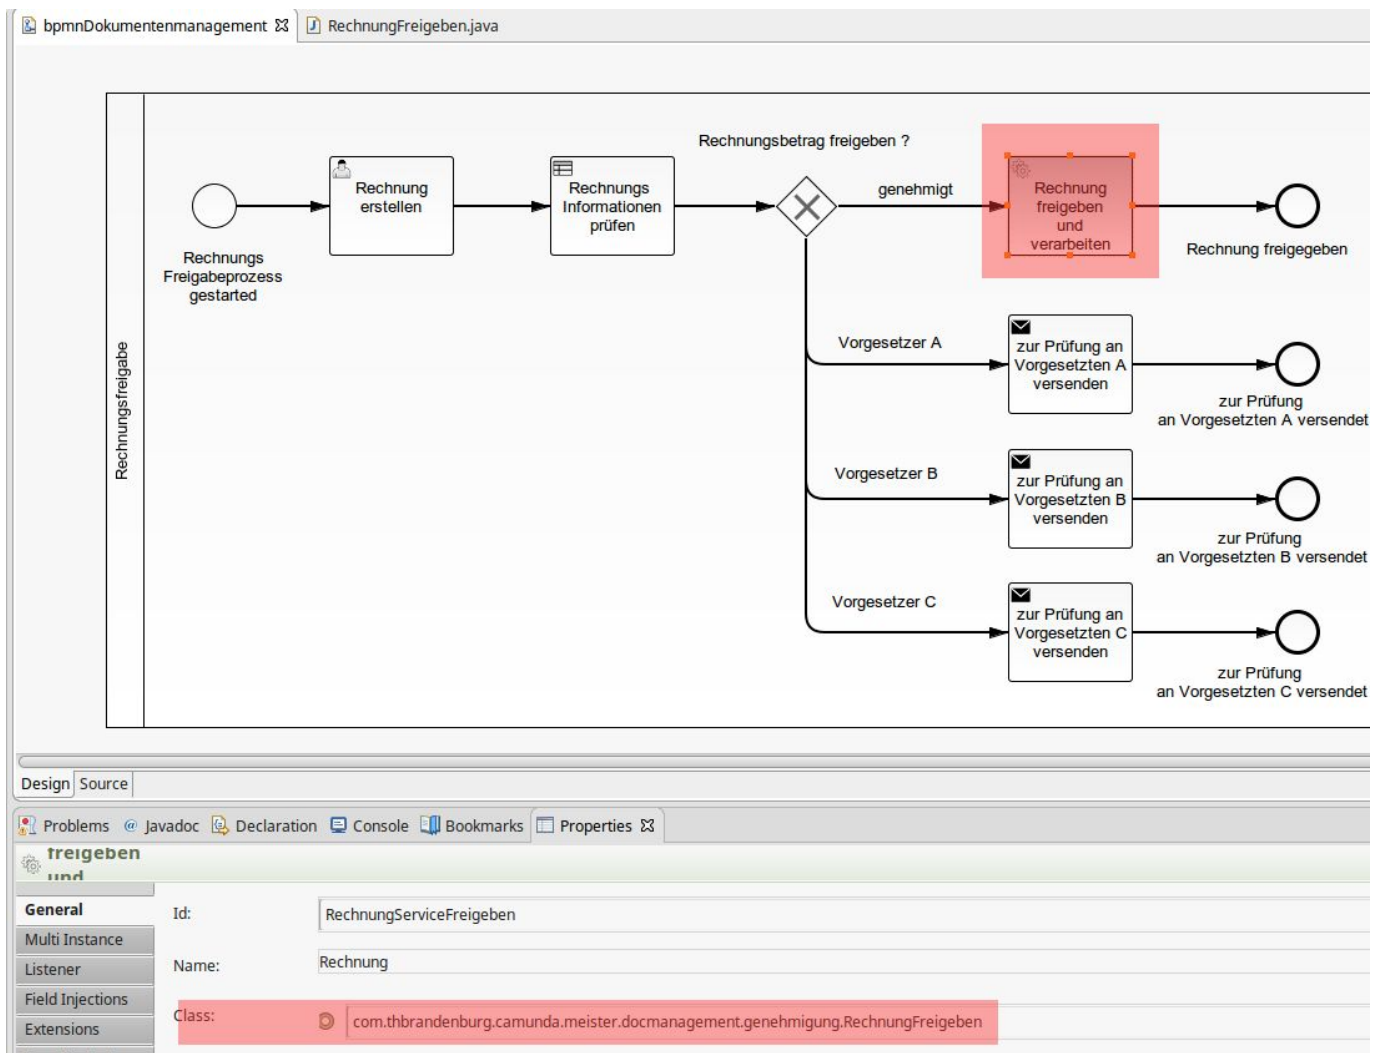 bpmnDokumentenmanagement
RechnungFreigeben.java
Rechnungsbetrag freigeben ?
Rechnungsfreigabe
Rechnungs
Freigabeprozess
gestarted
Rechnung
erstellen
Rechnungs
Informationen
prüfen
genehmigt
Rechnung
freigeben
und
verarbeiten
Rechnung freigegeben
Vorgesetzer A
zur Prüfung an
Vorgesetzten A
versenden
zur Prüfung
an Vorgesetzten A versendet
Vorgesetzer B
zur Prüfung an
Vorgesetzten B
versenden
zur Prüfung
an Vorgesetzten B versendet
Vorgesetzer C
zur Prüfung an
Vorgesetzten C
versenden
zur Prüfung
an Vorgesetzten C versendet
Design Source
Problems @ Javadoc Declaration Console Bookmarks Properties
freigeben
und
General
Multi Instance
Listener
Field Injections
Extensions
Id: RechnungServiceFreigeben
Name: Rechnung
Class: com.thbrandenburg.camunda.meister.docmanagement.genehmigung.RechnungFreigeben